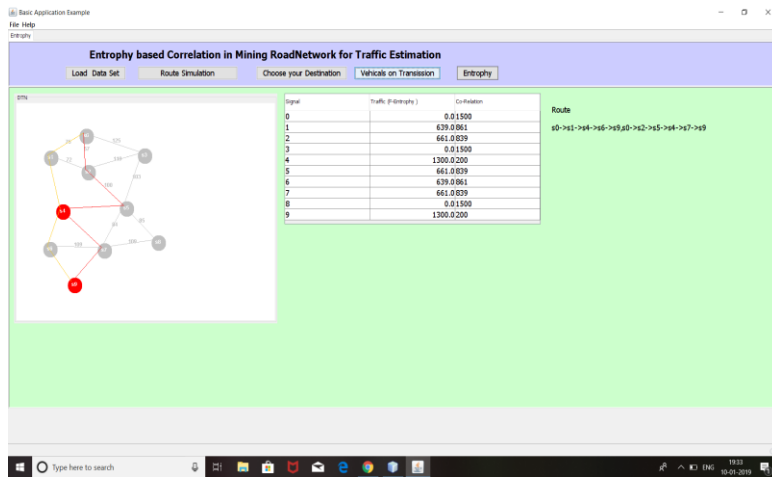 Basic Application Example
File Help
Entrophy
Entrophy based Correlation in Mining RoadNetwork for Traffic Estimation
Load Data Set Route Simulation Choose your Destination Vehicals on Transission Entrophy
DTN
Signal Traffic (F-Entrophy ) Co-Relation
0 0.0 1500
1 639.0 861
2 661.0 839
3 0.0 1500
4 1300.0 200
5 661.0 839
6 639.0 861
7 661.0 839
8 0.0 1500
9 1300.0 200
Route
s0->s1->s4->s6->s9,s0->s2->s5->s4->s7->s9
Type here to search
ENG
19:33
10-01-2019